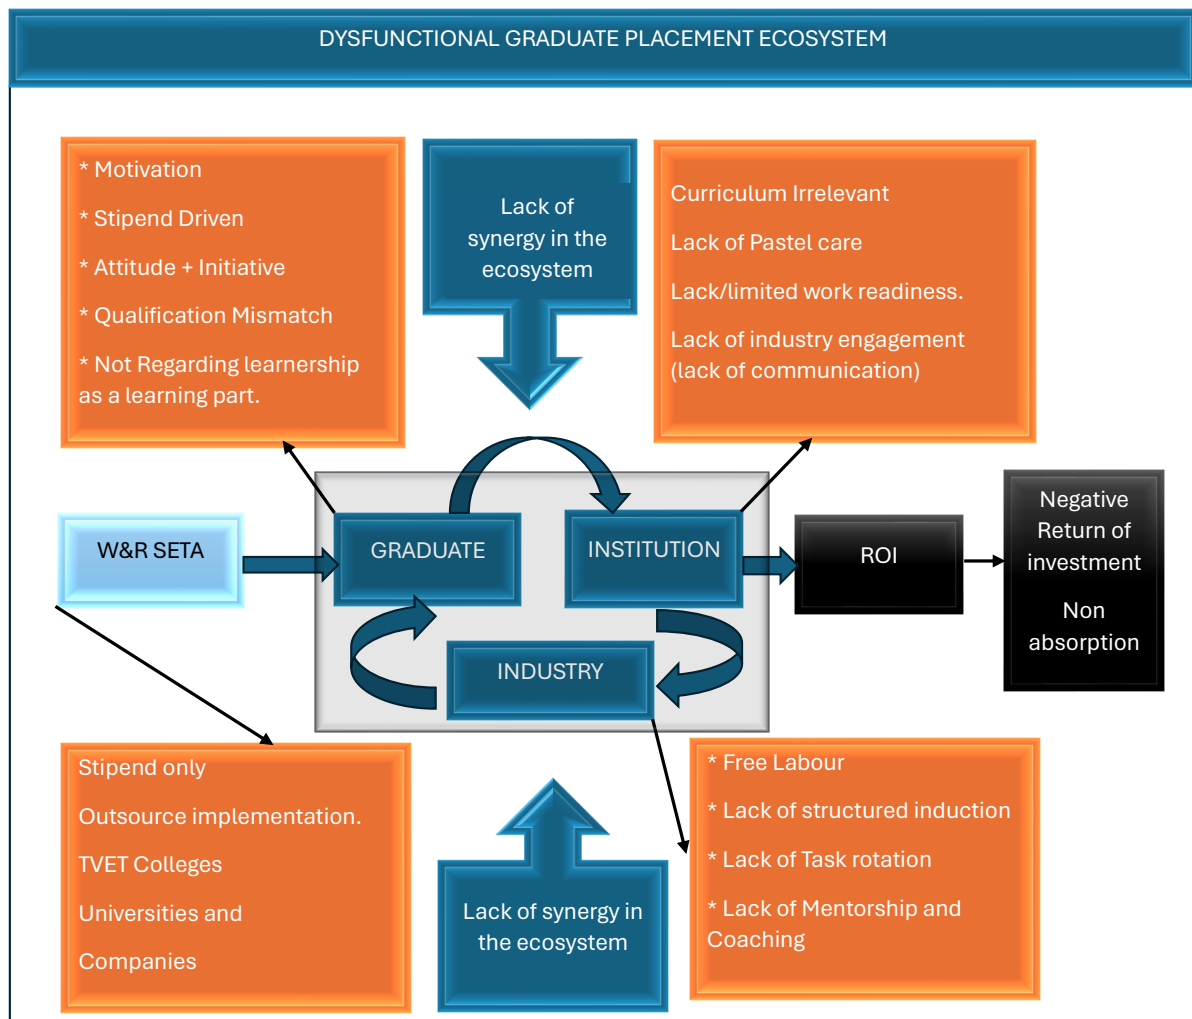 DYSFUNCTIONAL GRADUATE PLACEMENT ECOSYSTEM
* Motivation
* Stipend Driven
* Attitude + Initiative
* Qualification Mismatch
* Not Regarding learnership
as a learning part.
Lack of
synergy in the
ecosystem
Curriculum Irrelevant
Lack of Pastel care
Lack/limited work readiness.
Lack of industry engagement
(lack of communication)
W&R SETA
GRADUATE
INSTITUTION
ROI
Negative
Return of
investment
Non
absorption
INDUSTRY
Stipend only
Outsource implementation.
TVET Colleges
Universities and
Companies
Lack of synergy in
the ecosystem
* Free Labour
* Lack of structured induction
* Lack of Task rotation
* Lack of Mentorship and
Coaching